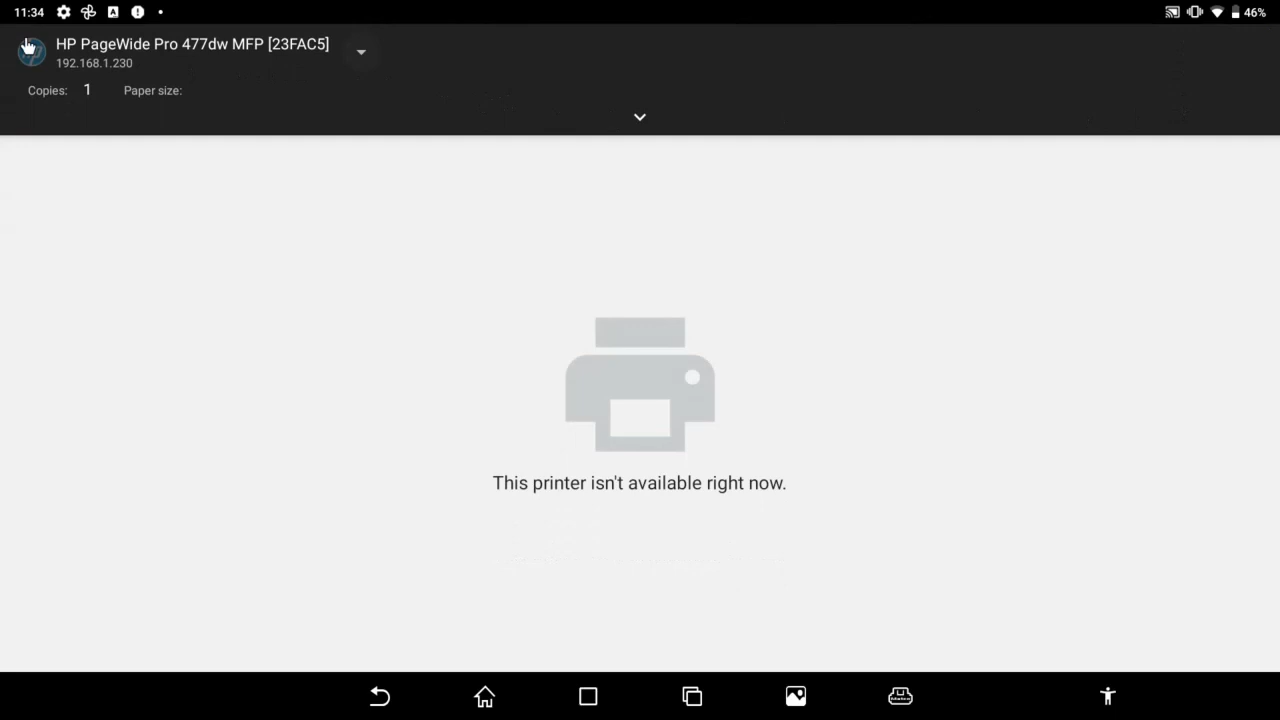 11:34
46%
HP PageWide Pro 477dw MFP [23FAC5]
192.168.1.230
Copies: 1 Paper size:
This printer isn't available right now.